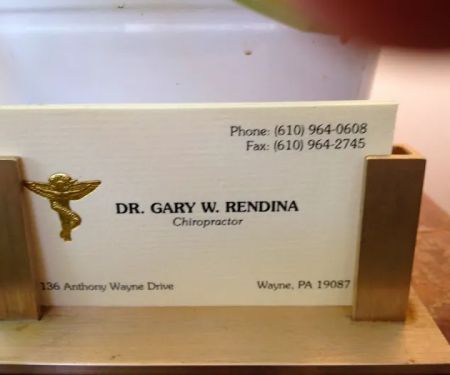 Phone: (610) 964-0608
Fax: (610) 964-2745
DR. GARY W. RENDINA
Chiropractor
136 Anthony Wayne Drive
Wayne, PA 19087